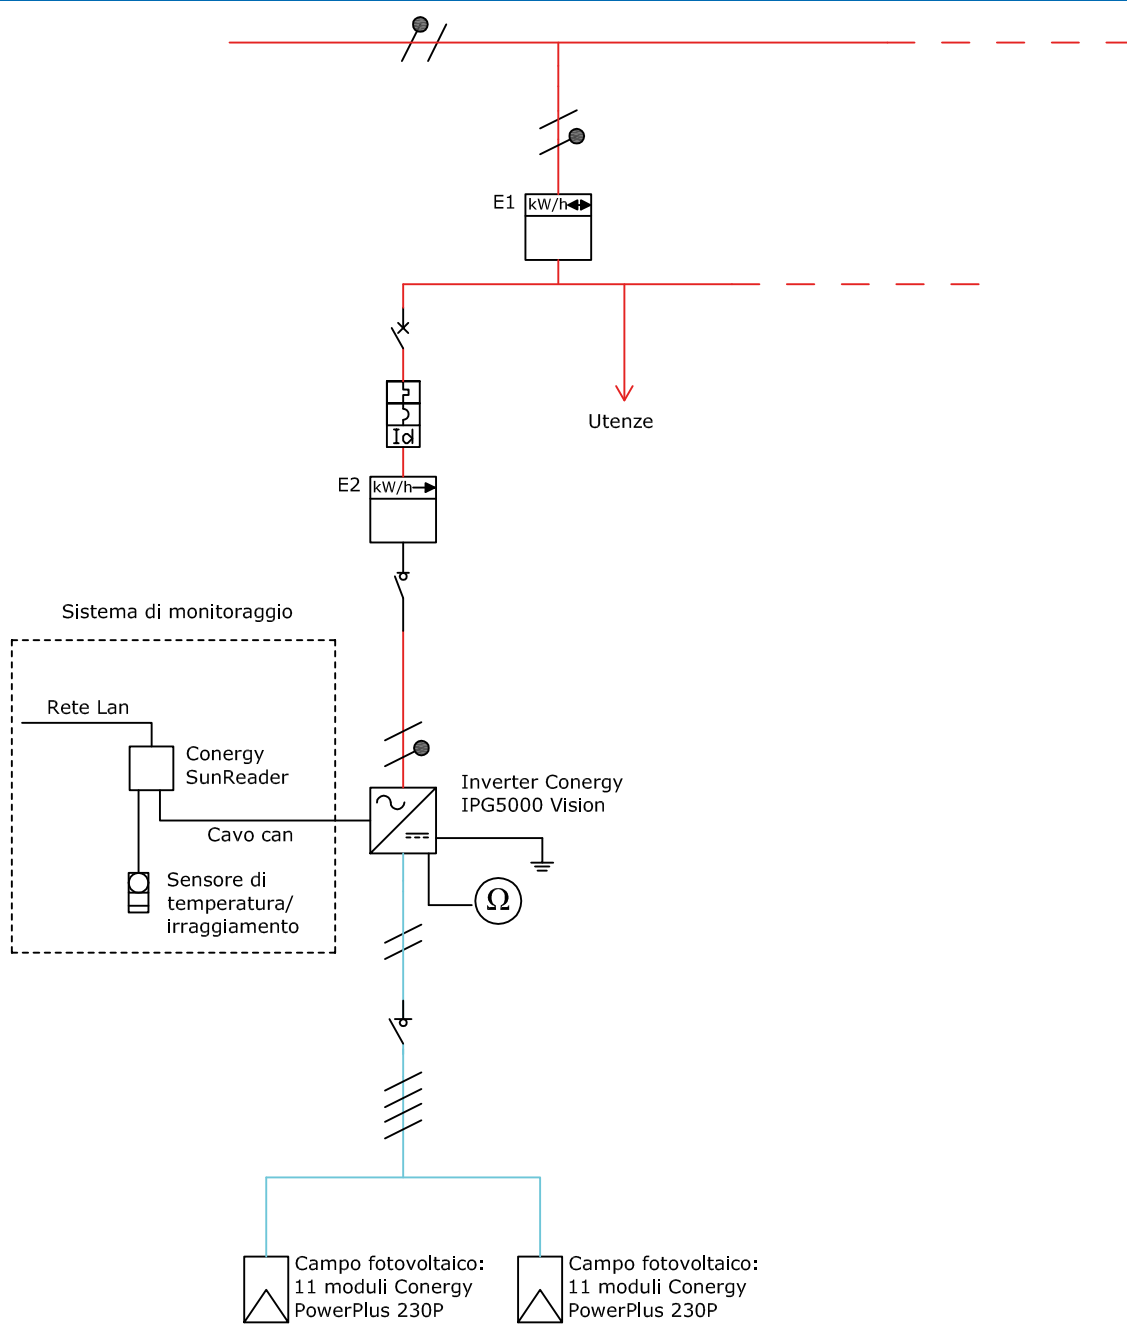 E1
kW/h
Utenze
Id
E2
kW/h
Sistema di monitoraggio
Rete Lan
Conergy
SunReader
Inverter Conergy
IPG5000 Vision
Cavo can
Sensore di
temperatura/
irraggiamento
Ω
Campo fotovoltaico:
11 moduli Conergy
PowerPlus 230P
Campo fotovoltaico:
11 moduli Conergy
PowerPlus 230P